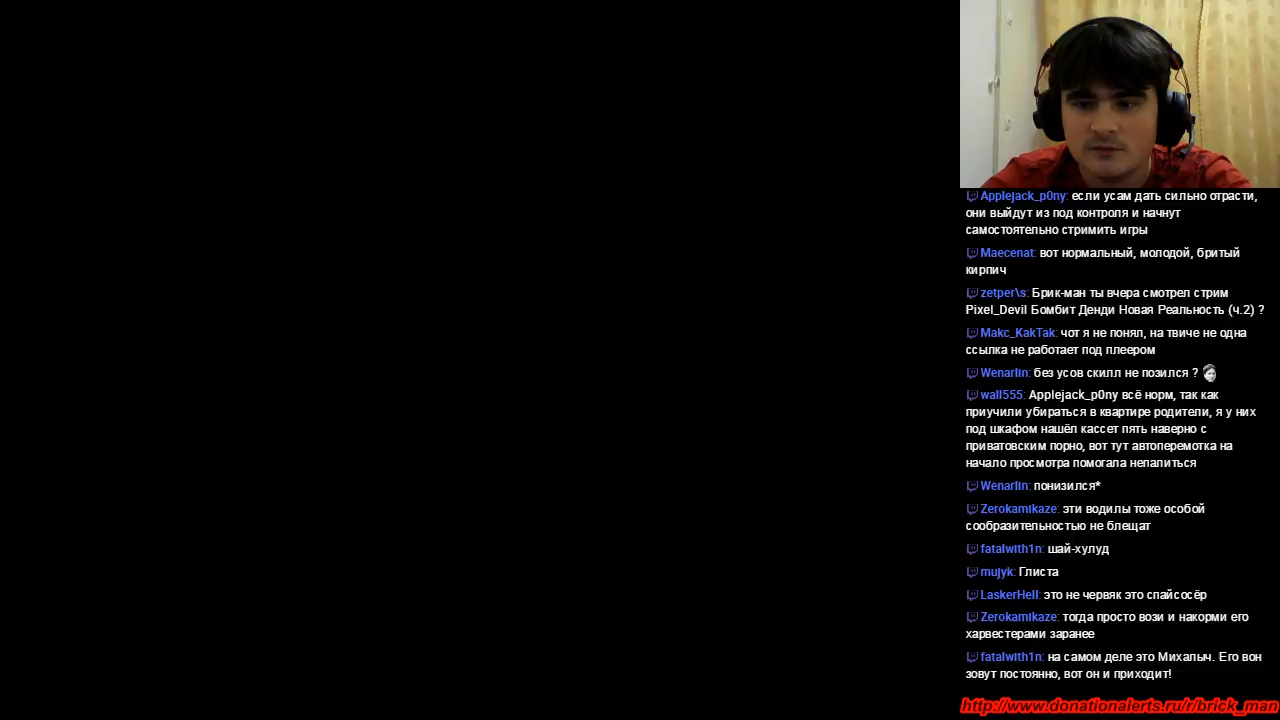 Applejack_p0ny: если усам дать сильно отрасти,
они выйдут из под контроля и начнут
самостоятельно стримить игры
Maecenat: вот нормальный, молодой, бритый
кирпич
zetper\s: Брик-ман ты вчера смотрел стрим
Pixel_Devil Бомбит Денди Новая Реальность (ч.2) ?
Makc_KakTak: чот я не понял, на твиче не одна
ссылка не работает под плеером
Wenarlin: без усов скилл не позился ?
wall555: Applejack_p0ny всё норм, так как
приучили убираться в квартире родители, я у них
под шкафом нашёл кассет пять наверно с
приватовским порно, вот тут автоперемотка на
начало просмотра помогала непалиться
Wenarlin: понизился*
Zerokamikaze: эти водилы тоже особой
сообразительностью не блещат
fatalwith1n: шай-хулуд
mujyk: Глиста
LaskerHell: это не червяк это спайсосёр
Zerokamikaze: тогда просто вози и накорми его
харвестерами заранее
fatalwith1n: на самом деле это Михалыч. Его вон
зовут постоянно, вот он и приходит!
http://www.donationalerts.ru/r/brick_man